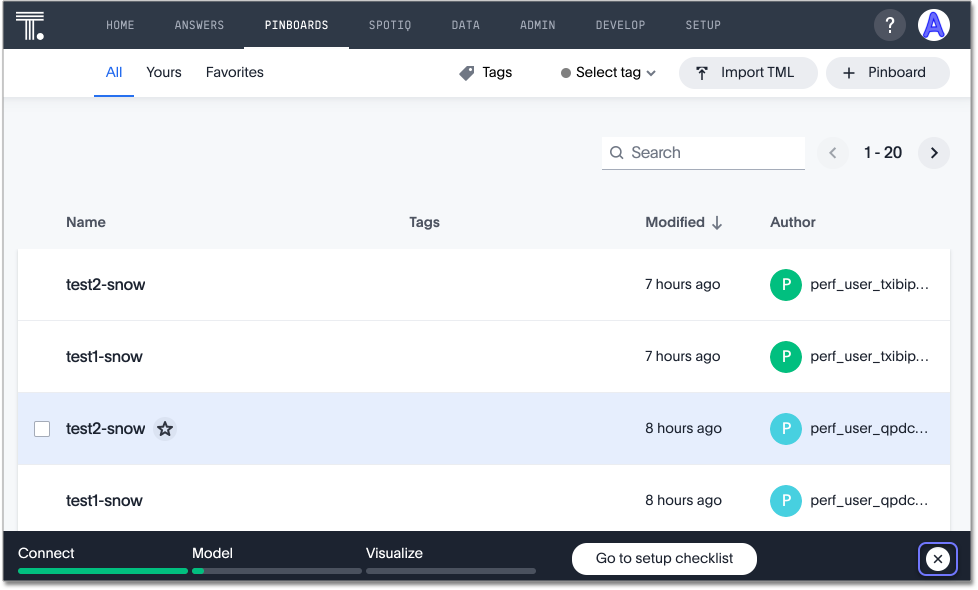 T.
HOME ANSWERS PINBOARDS SPOTIQ DATA ADMIN DEVELOP SETUP ? A
All Yours Favorites Tags Select tag Import TML + Pinboard
Search 1 - 20
Name Tags Modified ↓ Author
test2-snow 7 hours ago P perf_user_txibip...
test1-snow 7 hours ago P perf_user_txibip...
test2-snow 8 hours ago P perf_user_qpdc...
test1-snow 8 hours ago P perf_user_qpdc...
Connect Model Visualize Go to setup checklist